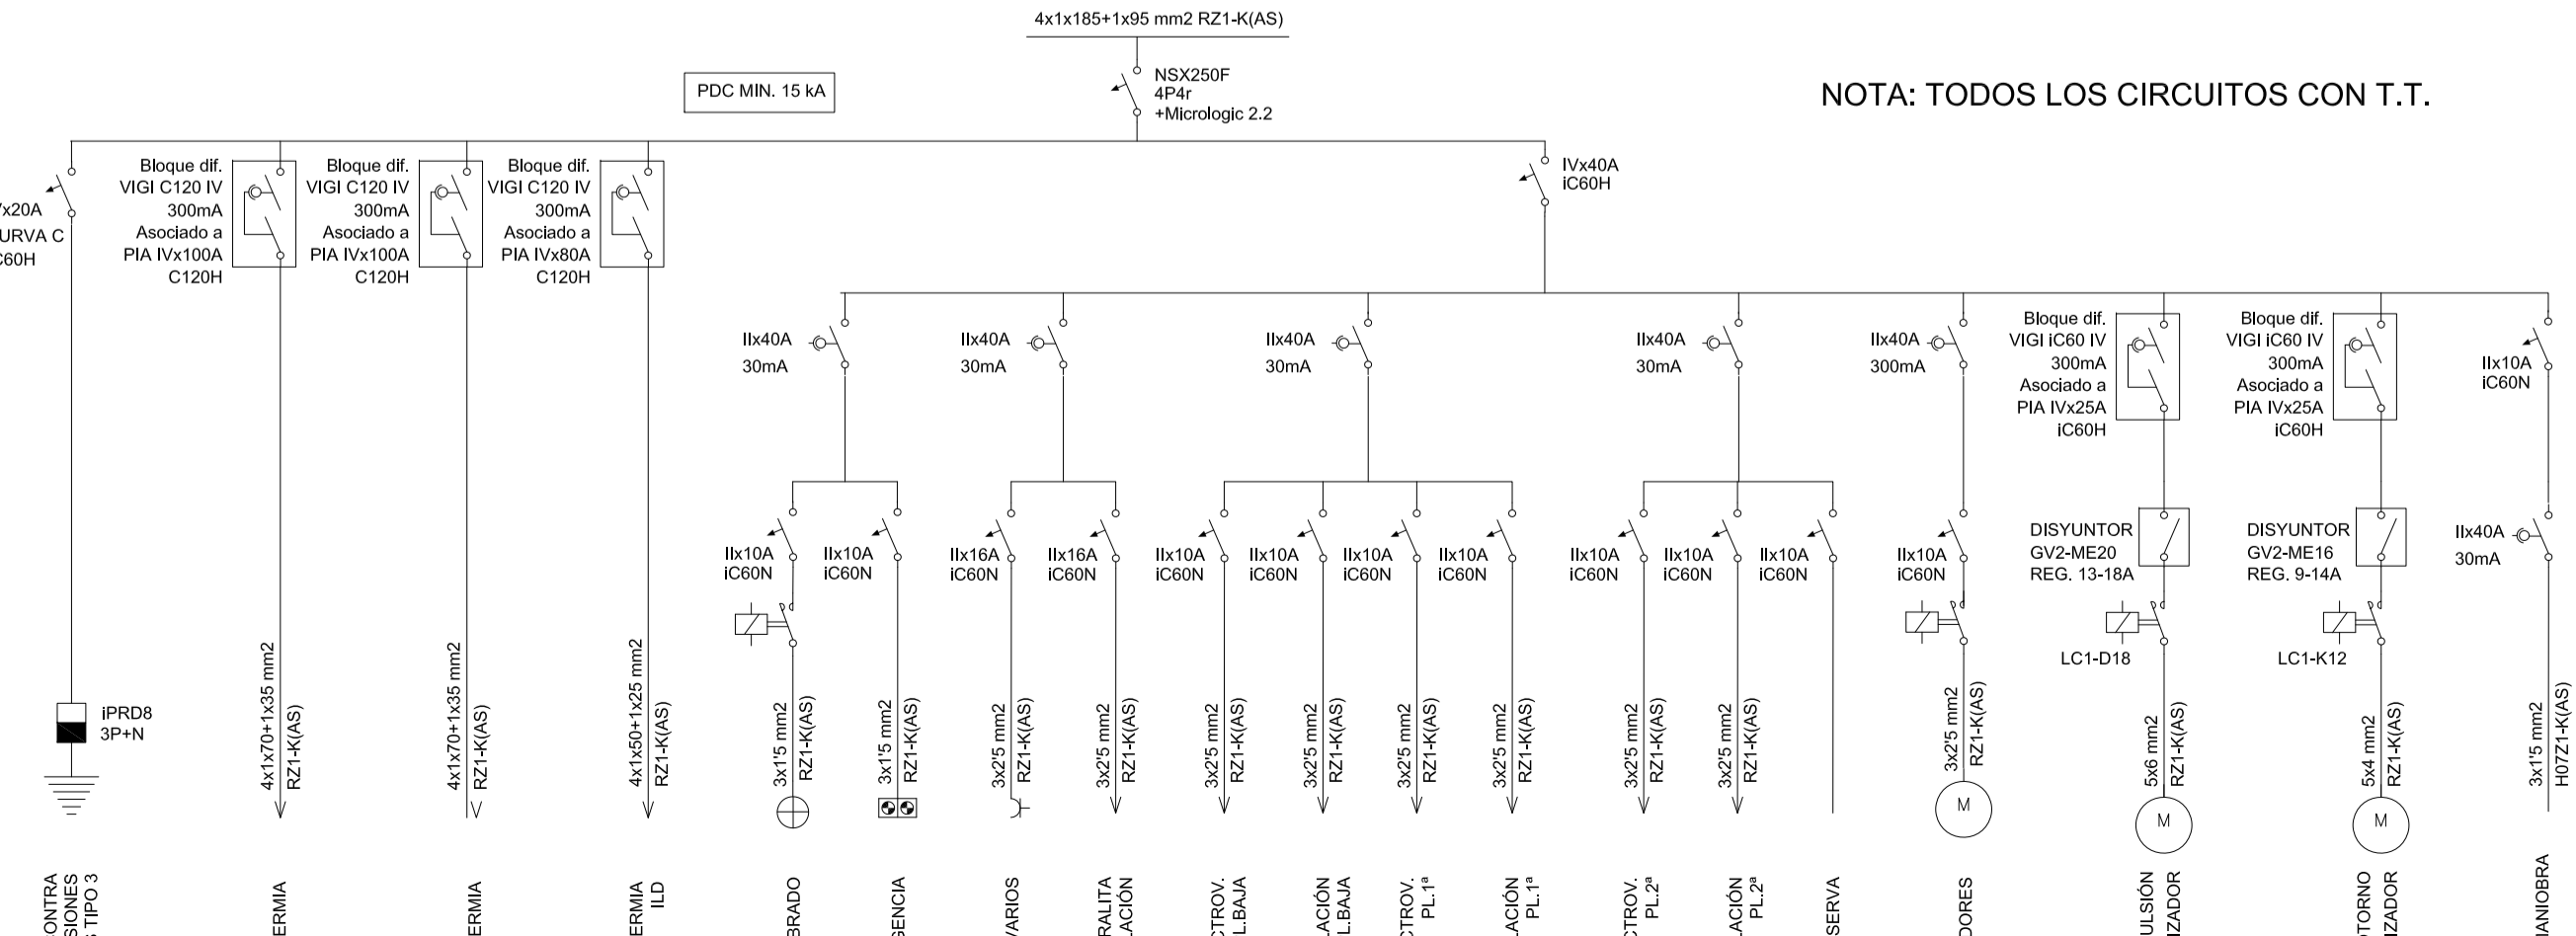 4x1x185+1x95 mm2 RZ1-K(AS)
NSX250F
4P4r
+Micrologic 2.2
PDC MIN. 15 kA
NOTA: TODOS LOS CIRCUITOS CON T.T.
Bloque dif.
VIGI C120 IV
300mA
Asociado a
PIA IVx100A
C120H
Bloque dif.
VIGI C120 IV
300mA
Asociado a
PIA IVx100A
C120H
Bloque dif.
VIGI C120 IV
300mA
Asociado a
PIA IVx80A
C120H
IVx40A
iC60H
x20A
URVA C
C60H
IIx40A
30mA
IIx40A
30mA
IIx40A
30mA
IIx40A
30mA
IIx40A
300mA
Bloque dif.
VIGI iC60 IV
300mA
Asociado a
PIA IVx25A
iC60H
Bloque dif.
VIGI iC60 IV
300mA
Asociado a
PIA IVx25A
iC60H
IIx10A
iC60N
IIx10A
iC60N
IIx10A
iC60N
IIx16A
iC60N
IIx16A
iC60N
IIx10A
iC60N
IIx10A
iC60N
IIx10A
iC60N
IIx10A
iC60N
IIx10A
iC60N
IIx10A
iC60N
IIx10A
iC60N
IIx10A
iC60N
DISYUNTOR
GV2-ME20
REG. 13-18A
DISYUNTOR
GV2-ME16
REG. 9-14A
IIx40A
30mA
LC1-D18
LC1-K12
iPRD8
3P+N
4x1x70+1x35 mm2
RZ1-K(AS)
4x1x70+1x35 mm2
RZ1-K(AS)
4x1x50+1x25 mm2
RZ1-K(AS)
3x1'5 mm2
RZ1-K(AS)
3x1'5 mm2
RZ1-K(AS)
3x2'5 mm2
RZ1-K(AS)
3x2'5 mm2
RZ1-K(AS)
3x2'5 mm2
RZ1-K(AS)
3x2'5 mm2
RZ1-K(AS)
3x2'5 mm2
RZ1-K(AS)
3x2'5 mm2
RZ1-K(AS)
3x2'5 mm2
RZ1-K(AS)
3x2'5 mm2
RZ1-K(AS)
3x2'5 mm2
RZ1-K(AS)
5x6 mm2
RZ1-K(AS)
5x4 mm2
RZ1-K(AS)
3x1'5 mm2
H07Z1-K(AS)
M
M
M
CONTRA
SIONES
TIPO 3
ERMIA
ERMIA
ERMIA
ILD
BRADO
GENCIA
VARIOS
RALITA
LACIÓN
CTROV.
L.BAJA
LACIÓN
L.BAJA
CTROV.
PL.1ª
LACIÓN
PL.1ª
CTROV.
PL.2ª
LACIÓN
PL.2ª
SERVA
DORES
ULSIÓN
IZADOR
OTORNO
IZADOR
MANIOBRA